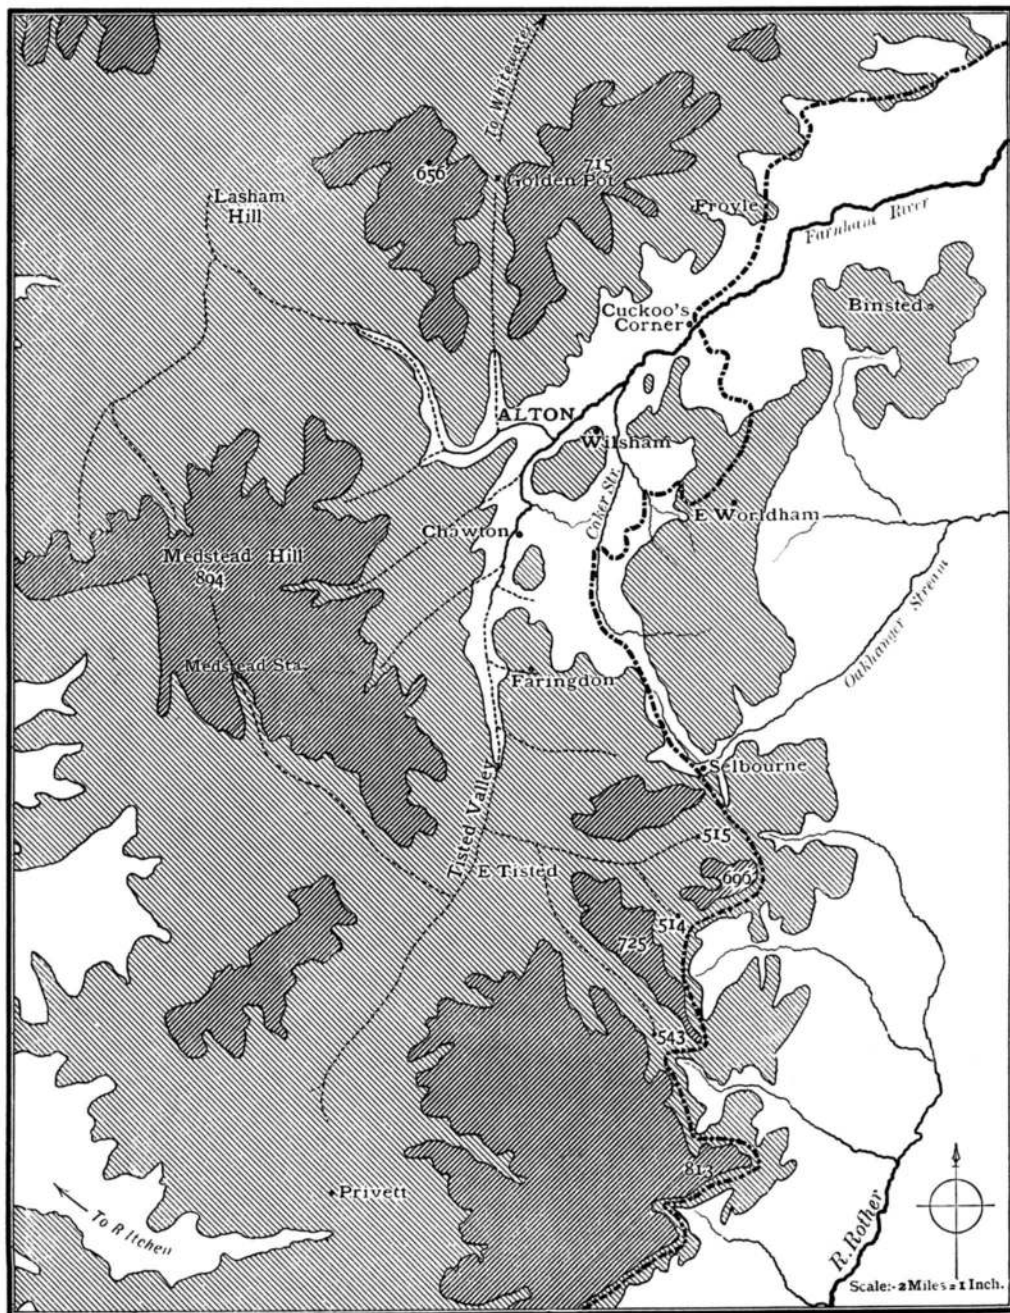 To Whitewater
715
656
Golden Pot
Lasham
Hill
Froyle
Farnham River
Binsted
Cuckoo's
Corner
ALTON
Wilsham
Caker Str.
E Worldham
Chawton
Medstead Hill
894
Oakhanger Stream
Medstead Sta.
Faringdon
Selbourne
Tisted Valley
515
E Tisted
696
514
725
543
813
Privett
To R Itchen
R. Rother
Scale:- 2 Miles = 1 Inch.